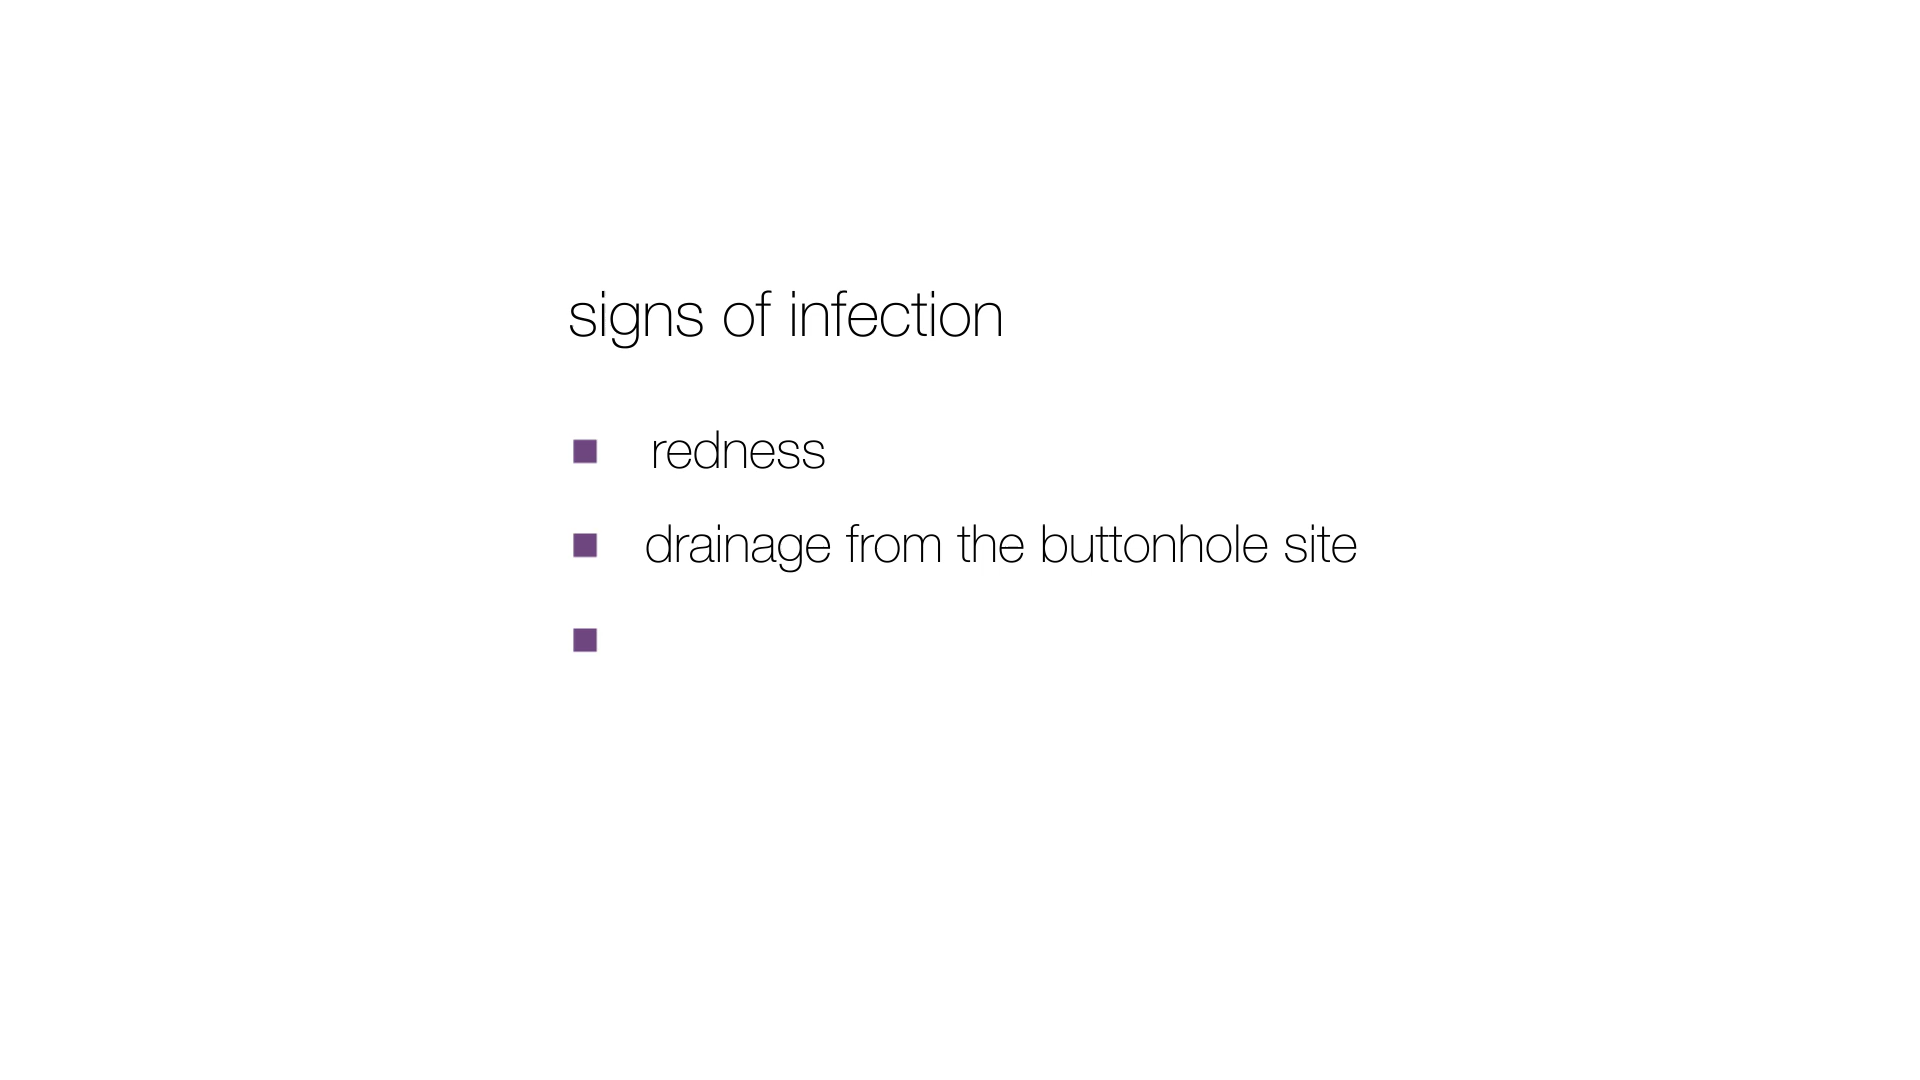 signs of infection
■ redness
■ drainage from the buttonhole site
■